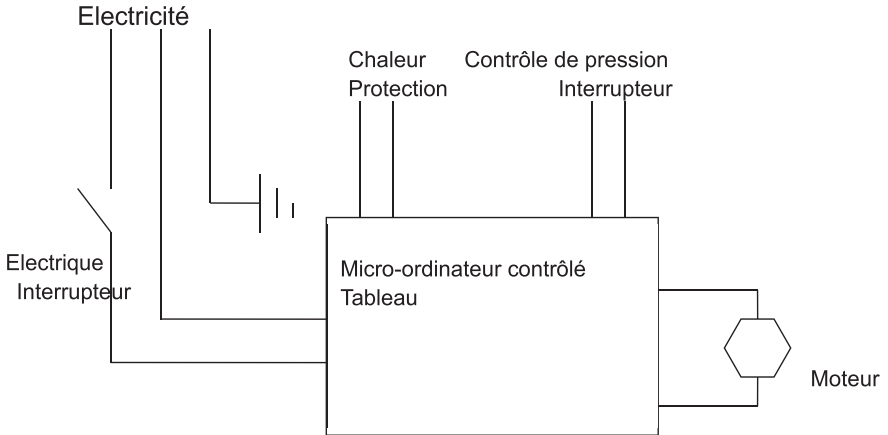 Electricité
Chaleur
Protection
Contrôle de pression
Interrupteur
Electrique
Interrupteur
Micro-ordinateur contrôlé
Tableau
Moteur